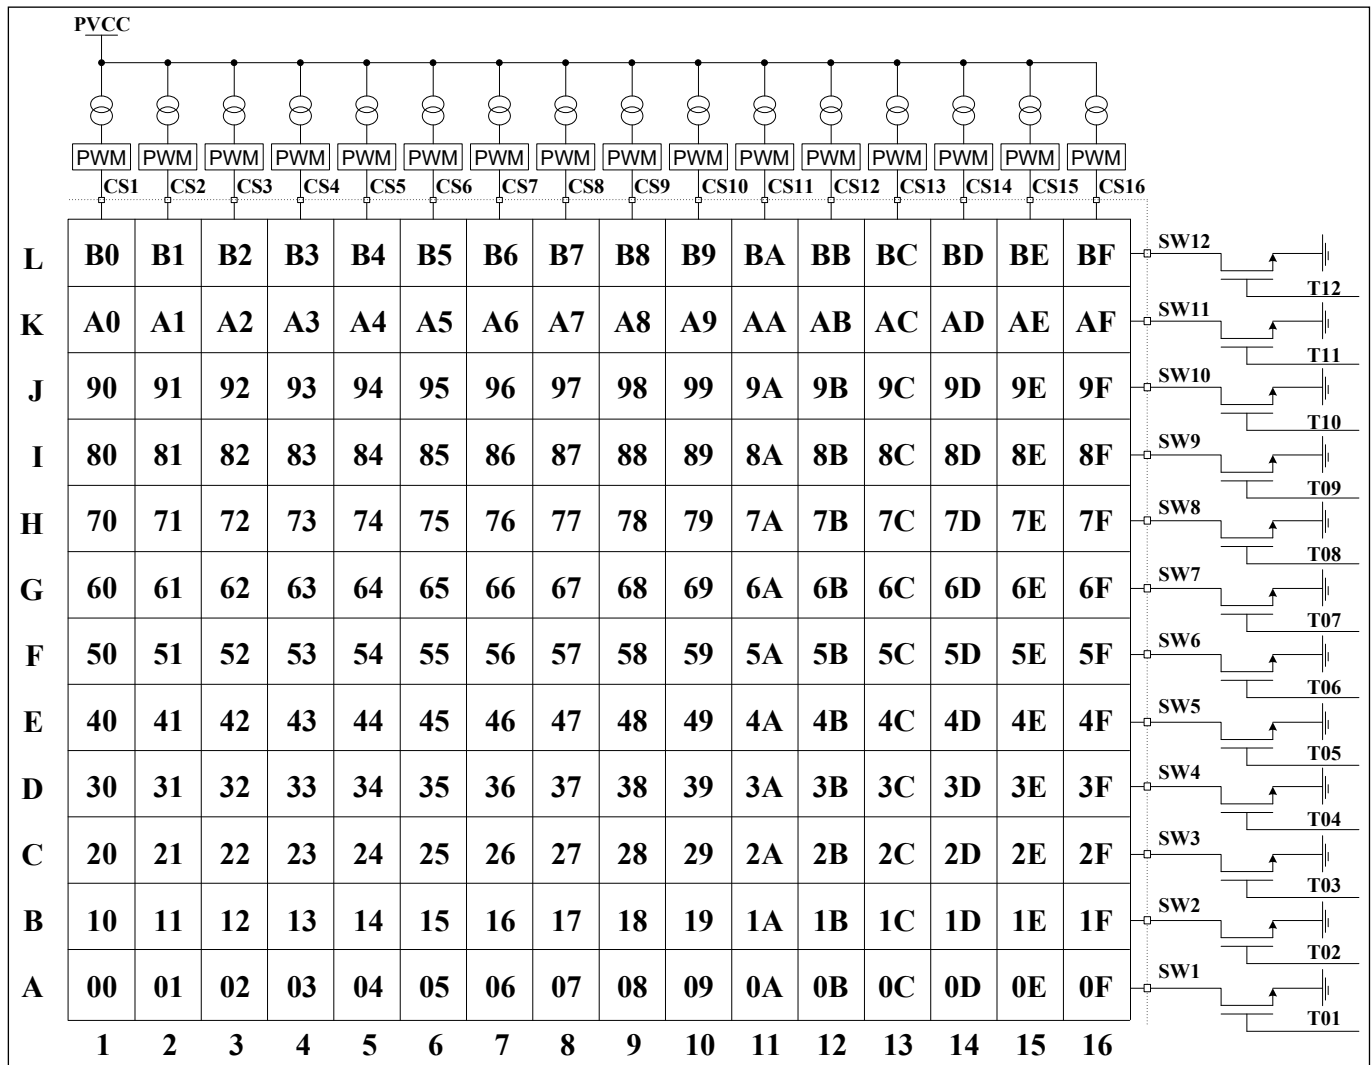 PVCC
PWM PWM PWM PWM PWM PWM PWM PWM PWM PWM PWM PWM PWM PWM PWM PWM
CS1 CS2 CS3 CS4 CS5 CS6 CS7 CS8 CS9 CS10 CS11 CS12 CS13 CS14 CS15 CS16
L B0 B1 B2 B3 B4 B5 B6 B7 B8 B9 BA BB BC BD BE BF SW12
T12
K A0 A1 A2 A3 A4 A5 A6 A7 A8 A9 AA AB AC AD AE AF SW11
T11
J 90 91 92 93 94 95 96 97 98 99 9A 9B 9C 9D 9E 9F SW10
T10
I 80 81 82 83 84 85 86 87 88 89 8A 8B 8C 8D 8E 8F SW9
T09
H 70 71 72 73 74 75 76 77 78 79 7A 7B 7C 7D 7E 7F SW8
T08
G 60 61 62 63 64 65 66 67 68 69 6A 6B 6C 6D 6E 6F SW7
T07
F 50 51 52 53 54 55 56 57 58 59 5A 5B 5C 5D 5E 5F SW6
T06
E 40 41 42 43 44 45 46 47 48 49 4A 4B 4C 4D 4E 4F SW5
T05
D 30 31 32 33 34 35 36 37 38 39 3A 3B 3C 3D 3E 3F SW4
T04
C 20 21 22 23 24 25 26 27 28 29 2A 2B 2C 2D 2E 2F SW3
T03
B 10 11 12 13 14 15 16 17 18 19 1A 1B 1C 1D 1E 1F SW2
T02
A 00 01 02 03 04 05 06 07 08 09 0A 0B 0C 0D 0E 0F SW1
T01
1 2 3 4 5 6 7 8 9 10 11 12 13 14 15 16